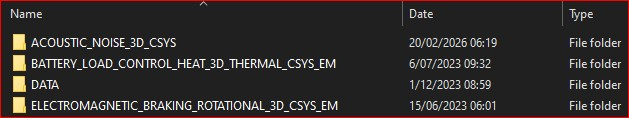 Name Date Type
ACOUSTIC_NOISE_3D_CSYS 20/02/2026 06:19 File folder
BATTERY_LOAD_CONTROL_HEAT_3D_THERMAL_CSYS_EM 6/07/2023 09:32 File folder
DATA 1/12/2023 08:59 File folder
ELECTROMAGNETIC_BRAKING_ROTATIONAL_3D_CSYS_EM 15/06/2023 06:01 File folder